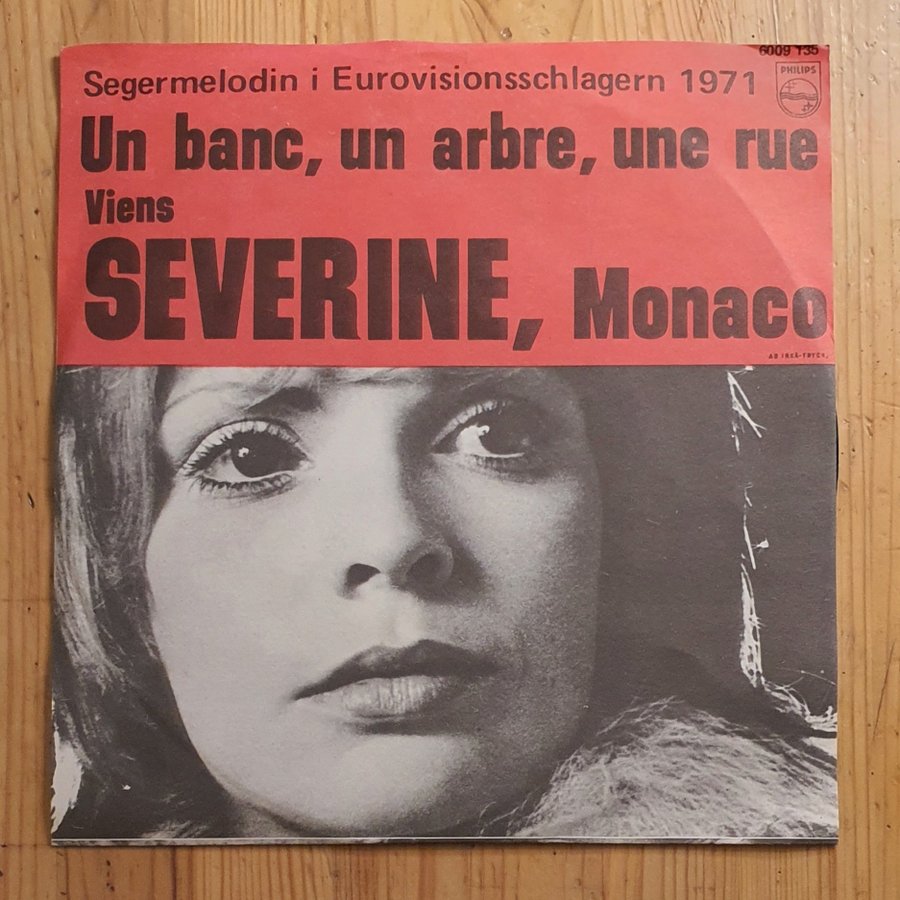 6009 135
Segermelodin i Eurovisionsschlagern 1971
PHILIPS
Un banc, un arbre, une rue
Viens
SEVERINE, Monaco